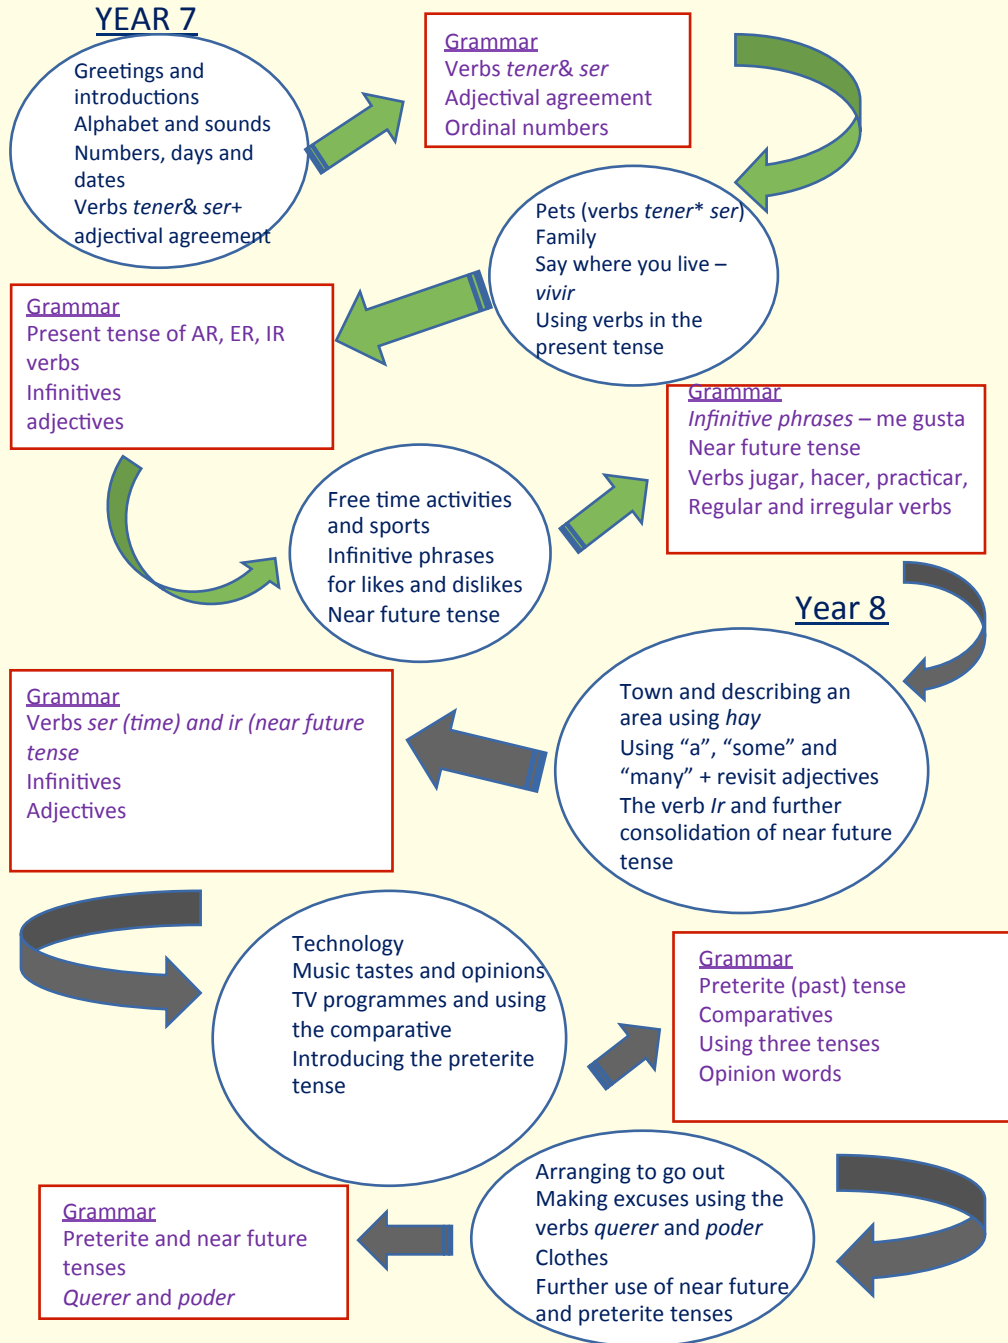 YEAR 7
Greetings and
introductions
Alphabet and sounds
Numbers, days and
dates
Verbs tener& ser+
adjectival agreement
Grammar
Verbs tener& ser
Adjectival agreement
Ordinal numbers
Pets (verbs tener* ser)
Family
Say where you live –
vivir
Using verbs in the
present tense
Grammar
Present tense of AR, ER, IR
verbs
Infinitives
adjectives
Free time activities
and sports
Infinitive phrases
for likes and dislikes
Near future tense
Grammar
Infinitive phrases – me gusta
Near future tense
Verbs jugar, hacer, practicar,
Regular and irregular verbs
Year 8
Town and describing an
area using hay
Using “a”, “some” and
“many” + revisit adjectives
The verb Ir and further
consolidation of near future
tense
Grammar
Verbs ser (time) and ir (near future
tense
Infinitives
Adjectives
Technology
Music tastes and opinions
TV programmes and using
the comparative
Introducing the preterite
tense
Grammar
Preterite (past) tense
Comparatives
Using three tenses
Opinion words
Arranging to go out
Making excuses using the
verbs querer and poder
Clothes
Further use of near future
and preterite tenses
Grammar
Preterite and near future
tenses
Querer and poder